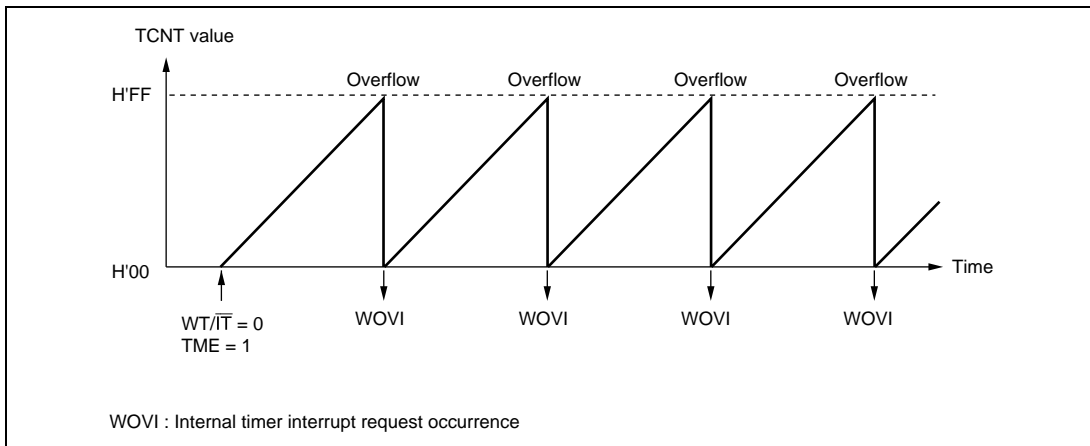 TCNT value
Overflow Overflow Overflow Overflow
H'FF
H'00
Time
WT/IT = 0
TME = 1
WOVI WOVI WOVI WOVI
WOVI : Internal timer interrupt request occurrence